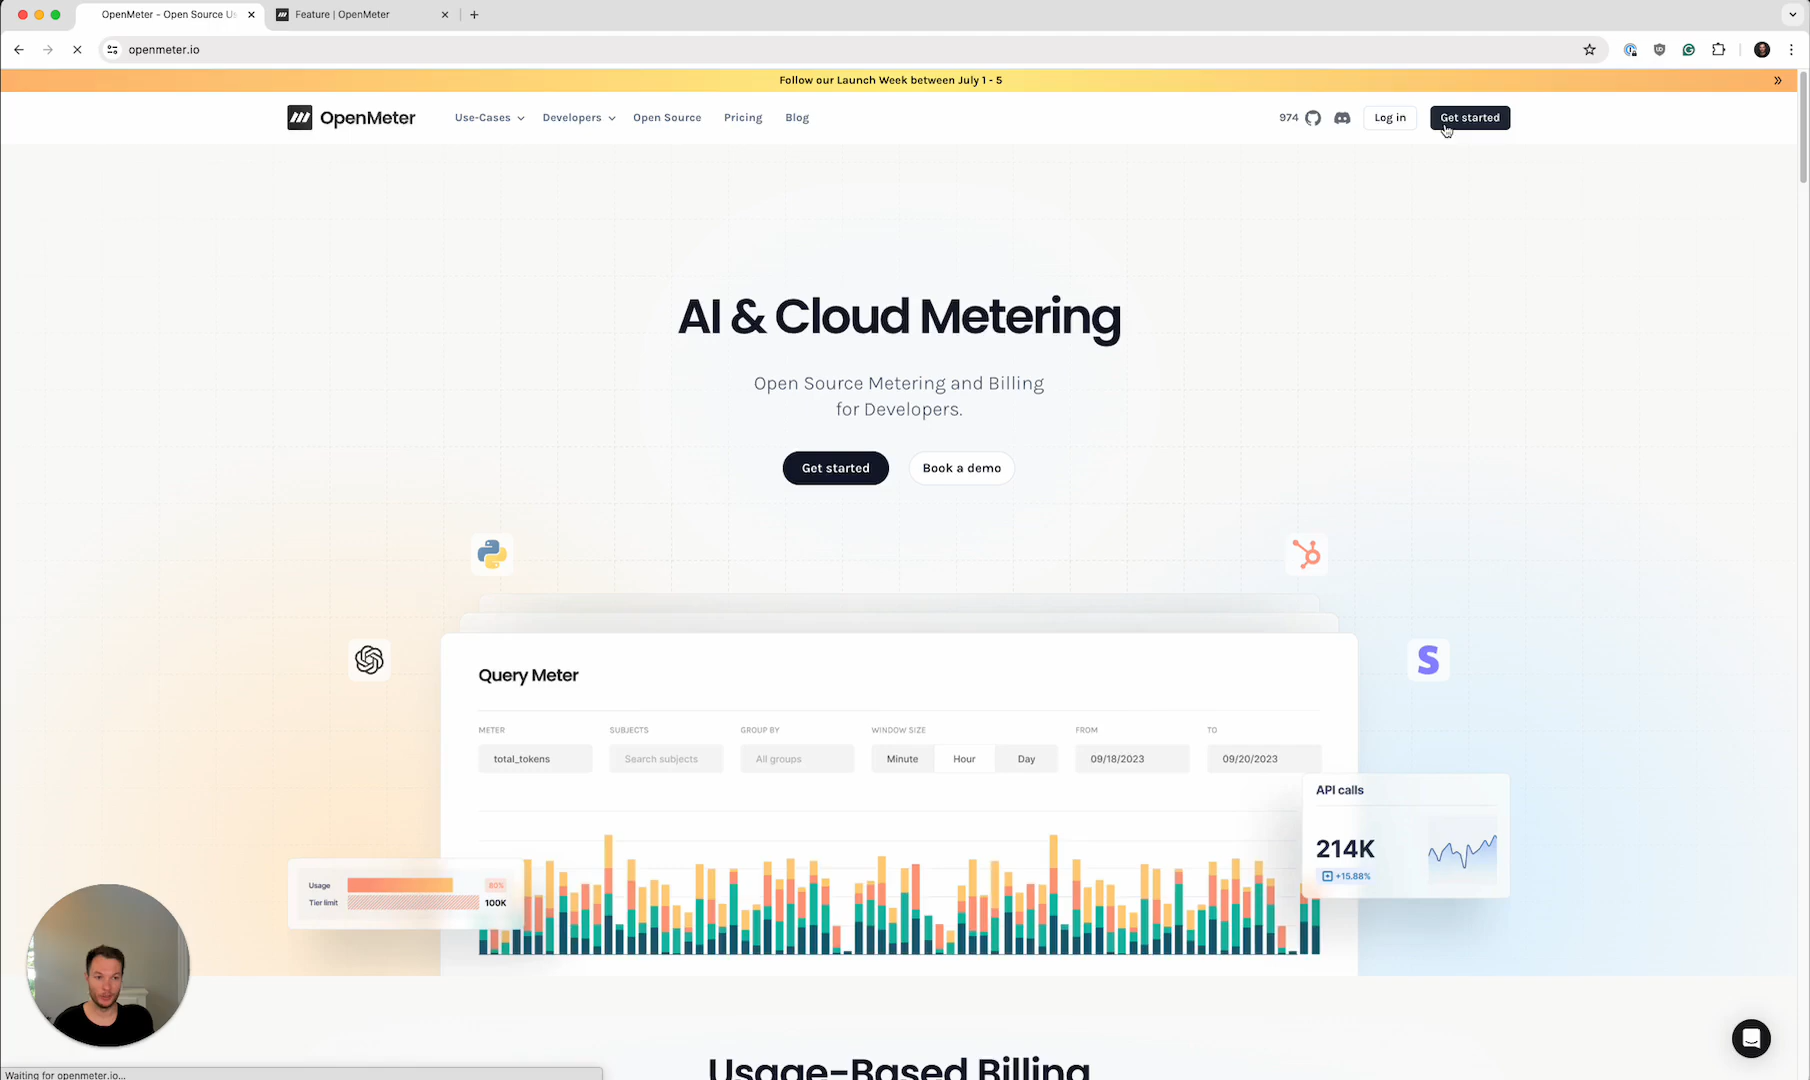 OpenMeter - Open Source Us
Feature | OpenMeter
openmeter.io
Follow our Launch Week between July 1 - 5
OpenMeter
Use-Cases
Developers
Open Source
Pricing
Blog
974
Log in
Get started
AI & Cloud Metering
Open Source Metering and Billing
for Developers.
Get started
Book a demo
Query Meter
METER
SUBJECTS
GROUP BY
WINDOW SIZE
FROM
TO
total_tokens
Search subjects
All groups
Minute
Hour
Day
09/18/2023
09/20/2023
API calls
214K
+15.88%
Usage
80%
Tier limit
100K
Usage-Based Billing
Waiting for openmeter.io...